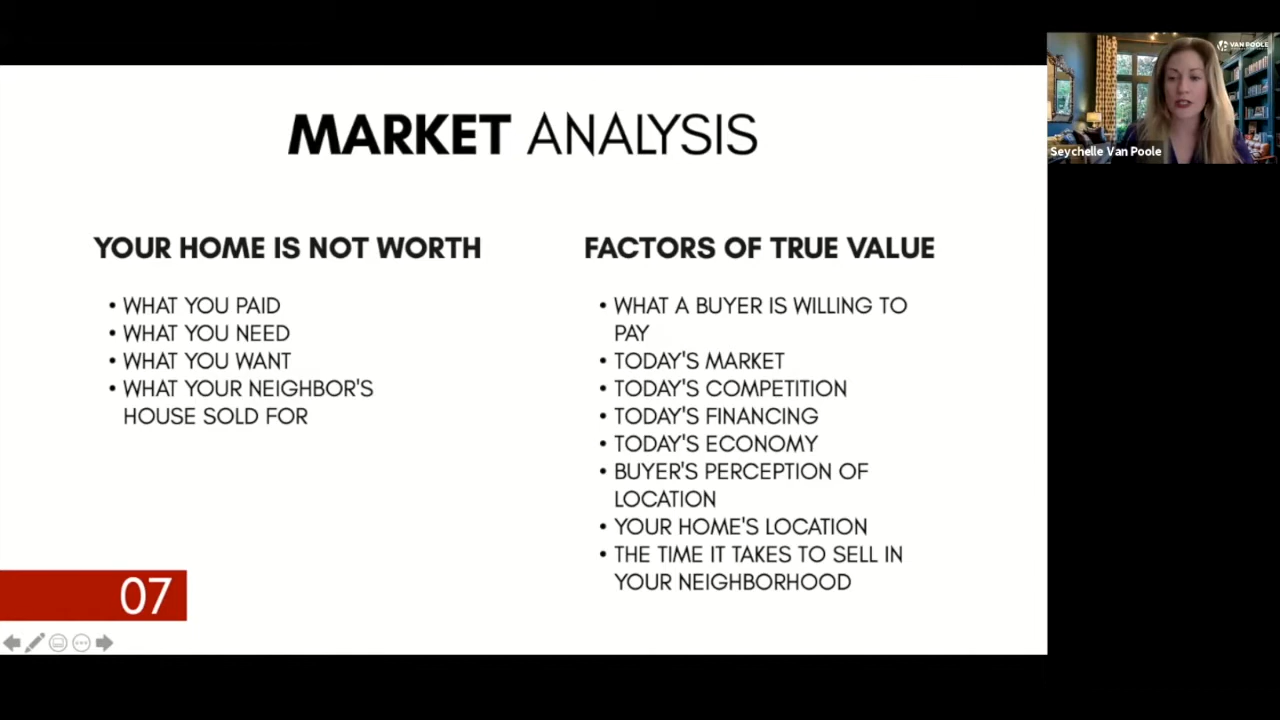 MARKET ANALYSIS
YOUR HOME IS NOT WORTH
• WHAT YOU PAID
• WHAT YOU NEED
• WHAT YOU WANT
• WHAT YOUR NEIGHBOR'S
HOUSE SOLD FOR
FACTORS OF TRUE VALUE
• WHAT A BUYER IS WILLING TO
PAY
• TODAY'S MARKET
• TODAY'S COMPETITION
• TODAY'S FINANCING
• TODAY'S ECONOMY
• BUYER'S PERCEPTION OF
LOCATION
• YOUR HOME'S LOCATION
• THE TIME IT TAKES TO SELL IN
YOUR NEIGHBORHOOD
07
VAN POOLE
Seychelle Van Poole